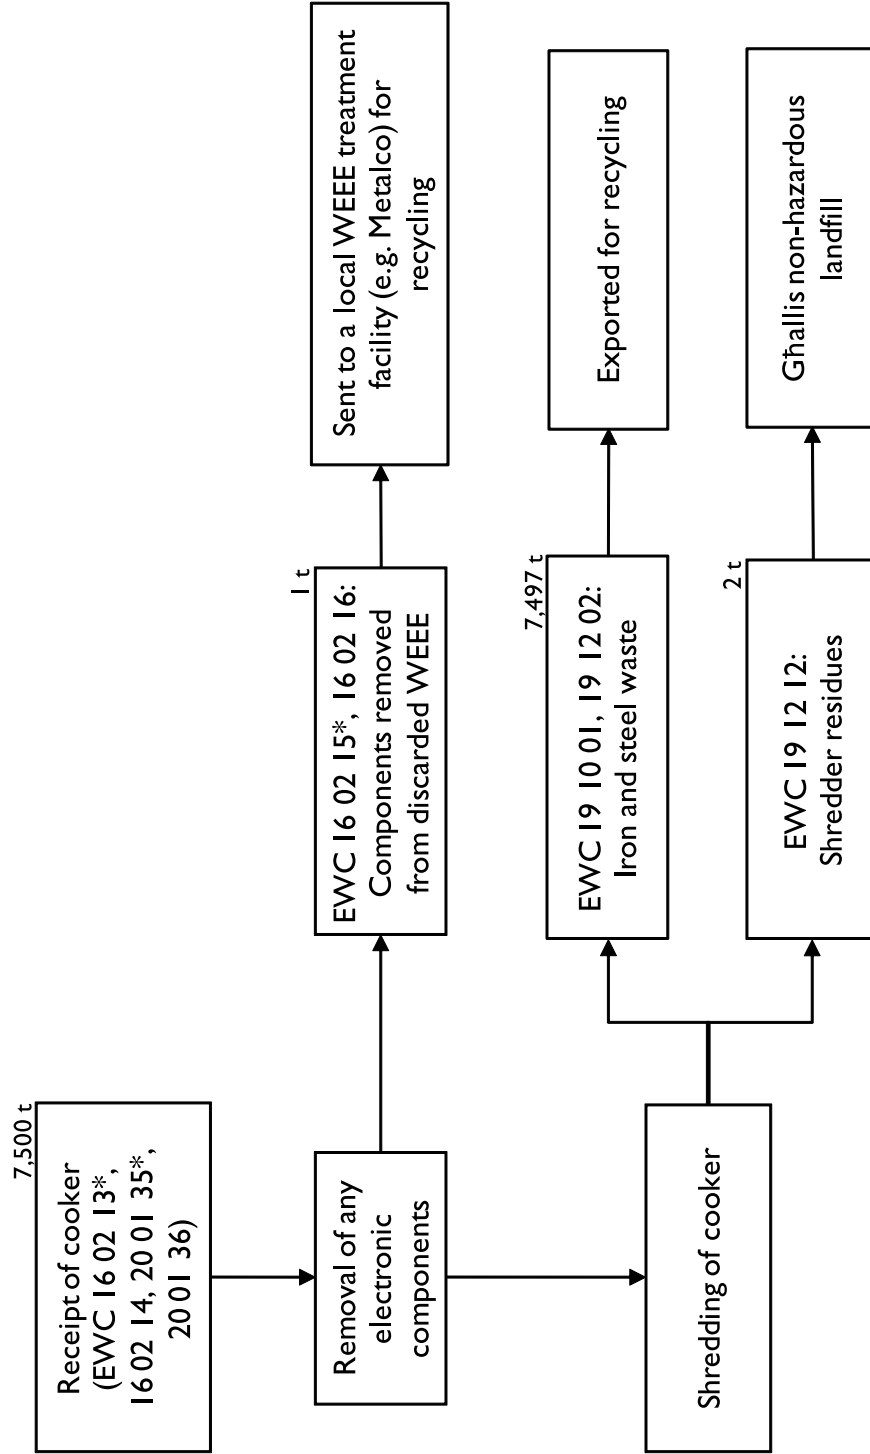 7,500 t
Receipt of cooker
(EWC 16 02 13*,
16 02 14, 20 01 35*,
20 01 36)
Removal of any
electronic
components
1 t
EWC 16 02 15*, 16 02 16:
Components removed
from discarded WEEE
Sent to a local WEEE treatment
facility (e.g. Metalco) for
recycling
Shredding of cooker
7,497 t
EWC 19 10 01, 19 12 02:
Iron and steel waste
Exported for recycling
2 t
EWC 19 12 12:
Shredder residues
Għallis non-hazardous
landfill